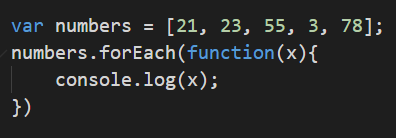 var numbers = [21, 23, 55, 3, 78];
numbers.forEach(function(x){
    console.log(x);
})